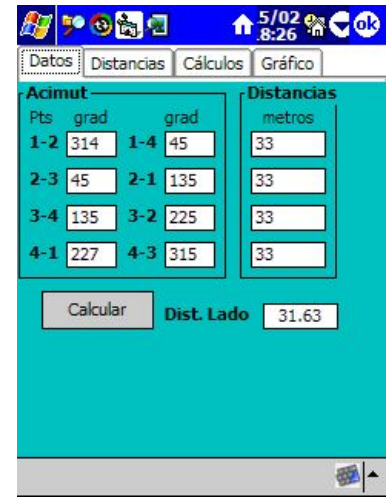 5/02
8:26
ok
Datos Distancias Cálculos Gráfico
Acimut Distancias
Pts grad grad metros
1-2 314 1-4 45 33
2-3 45 2-1 135 33
3-4 135 3-2 225 33
4-1 227 4-3 315 33
Calcular Dist. Lado 31.63